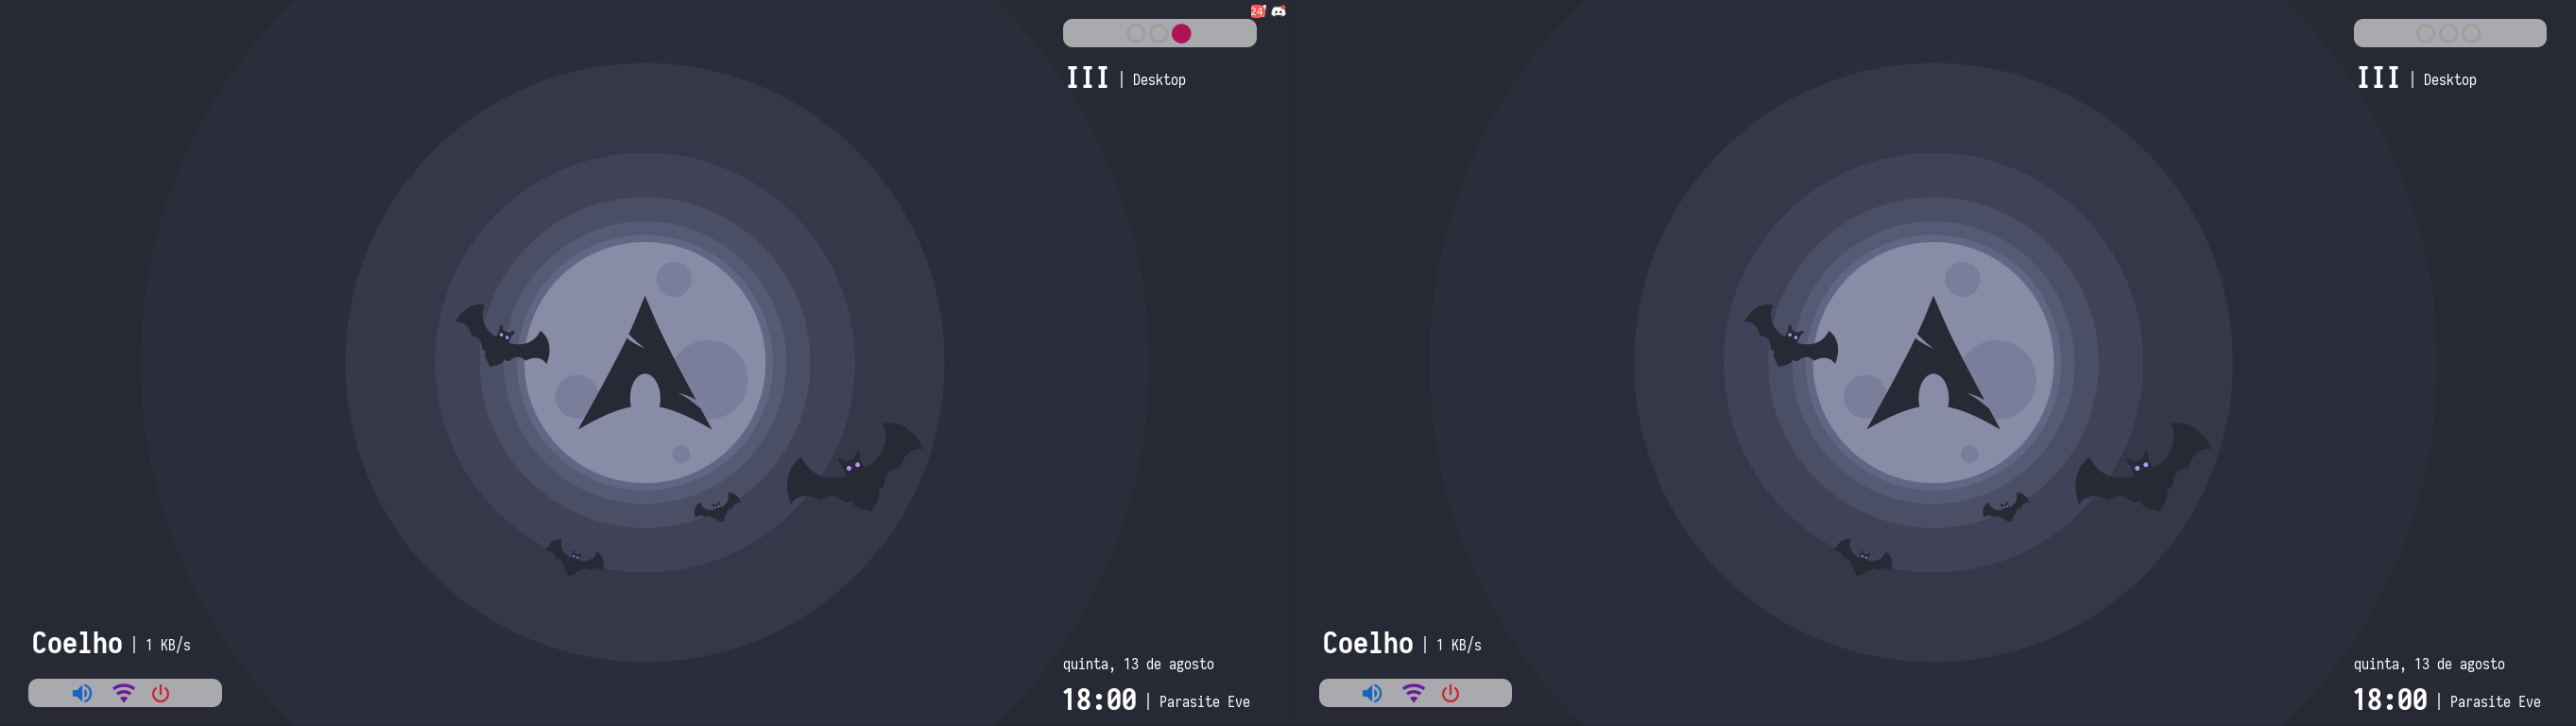 24
III | Desktop
Coelho | 1 KB/s
quinta, 13 de agosto
18:00 | Parasite Eve
III | Desktop
Coelho | 1 KB/s
quinta, 13 de agosto
18:00 | Parasite Eve